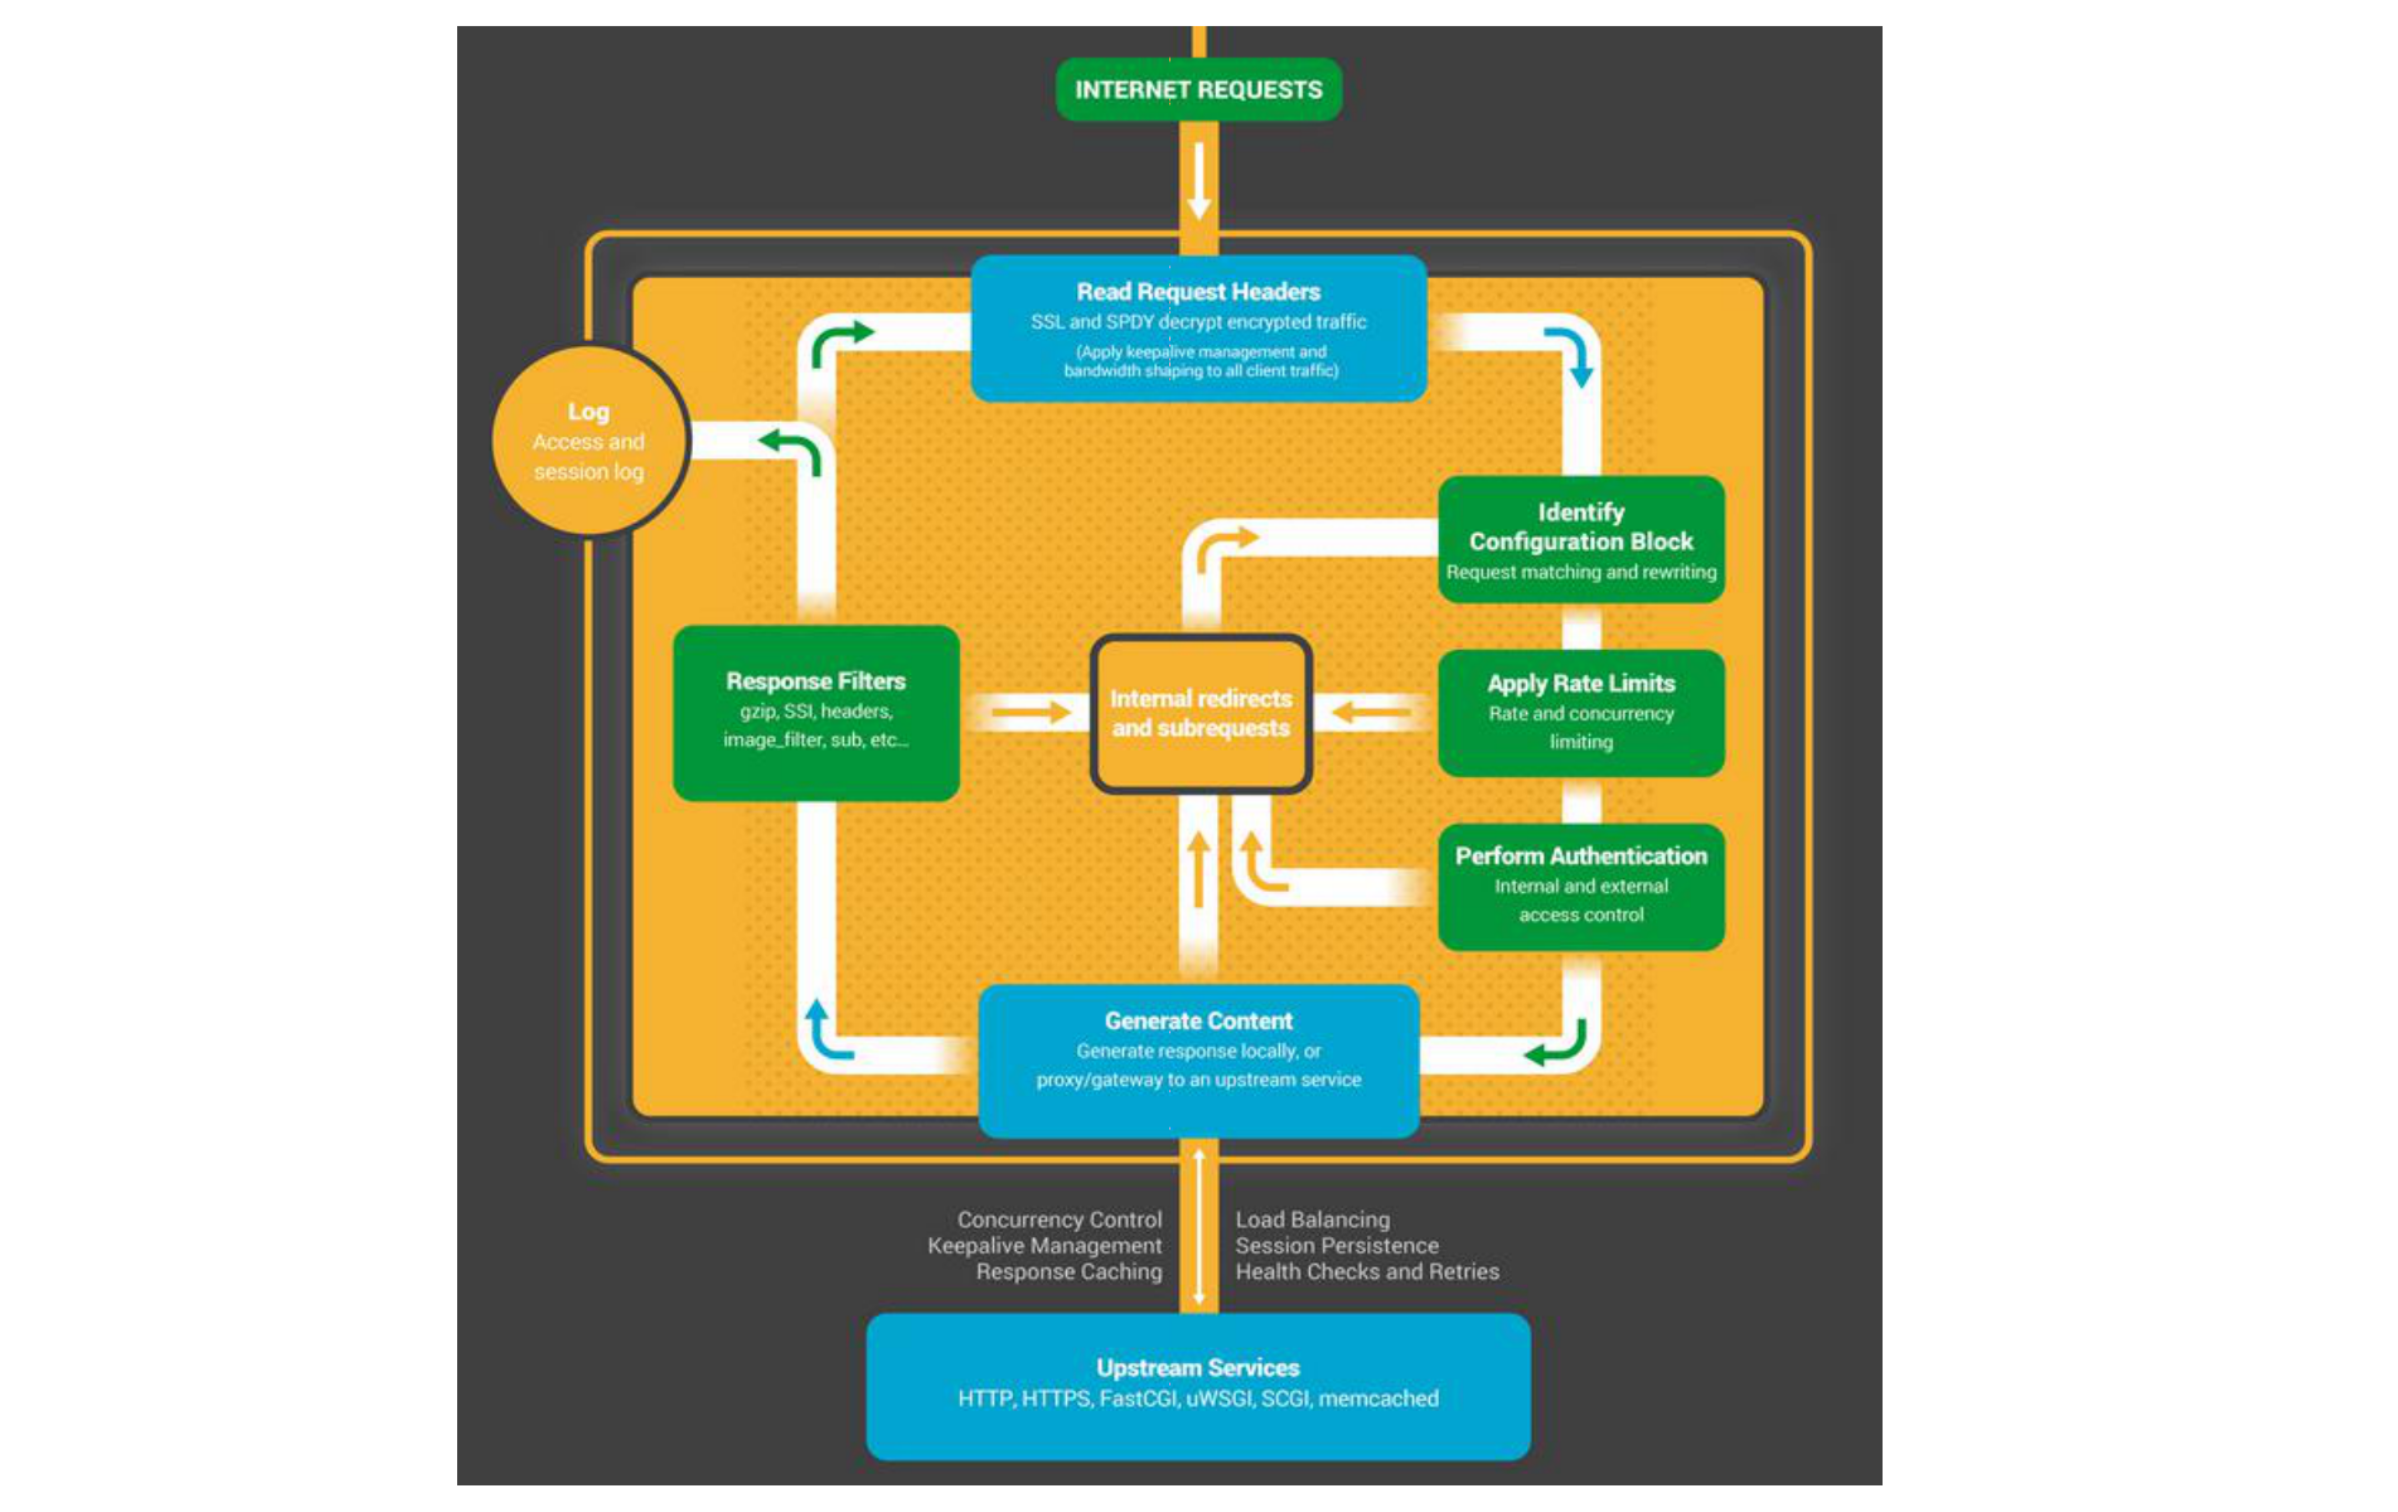 INTERNET REQUESTS
Read Request Headers
SSL and SPDY decrypt encrypted traffic
(Apply keepalive management and
bandwidth shaping to all client traffic)
Log
Access and
session log
Identify
Configuration Block
Request matching and rewriting
Response Filters
gzip, SSI, headers,
image_filter, sub, etc...
Internal redirects
and subrequests
Apply Rate Limits
Rate and concurrency
limiting
Perform Authentication
Internal and external
access control
Generate Content
Generate response locally, or
proxy/gateway to an upstream service
Concurrency Control
Keepalive Management
Response Caching
Load Balancing
Session Persistence
Health Checks and Retries
Upstream Services
HTTP, HTTPS, FastCGI, uWSGI, SCGI, memcached